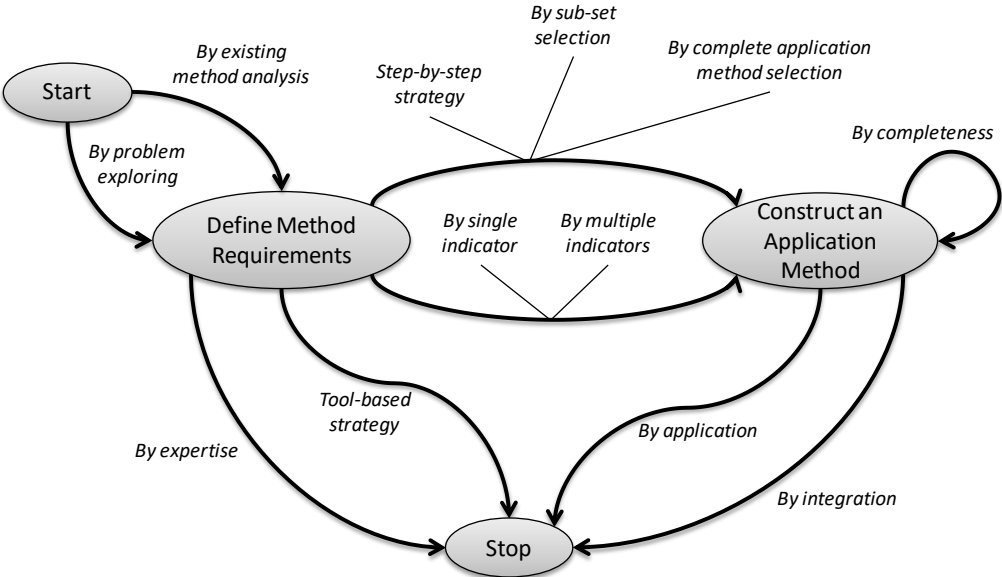 By sub-set
selection
By existing
method analysis
By complete application
method selection
Step-by-step
strategy
Start
By completeness
By problem
exploring
Define Method
Requirements
By single
indicator
By multiple
indicators
Construct an
Application
Method
Tool-based
strategy
By application
By expertise
By integration
Stop